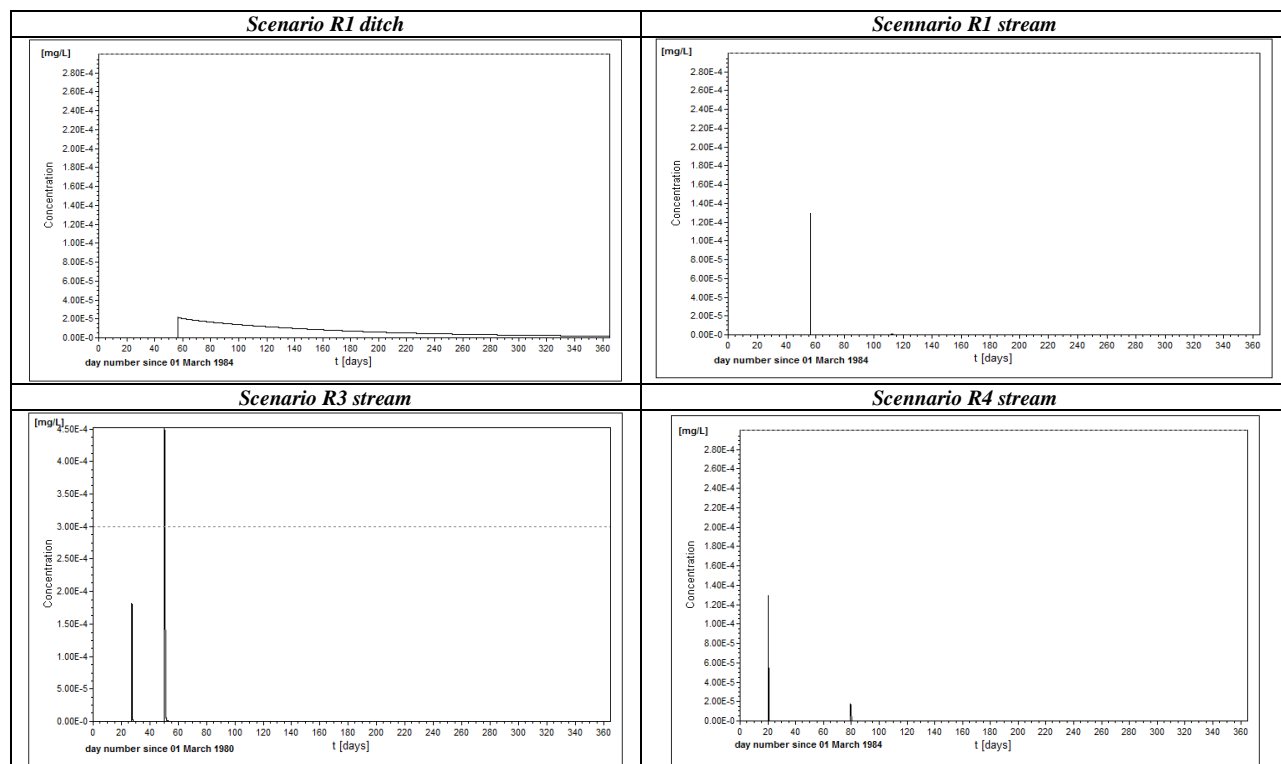 Scenario R1 ditch
[mg/L]
2.80E-4
2.60E-4
2.40E-4
2.20E-4
2.00E-4
1.80E-4
1.60E-4
1.40E-4
1.20E-4
1.00E-4
8.00E-5
6.00E-5
4.00E-5
2.00E-5
0.00E-0
Concentration
0 20 40 60 80 100 120 140 160 180 200 220 240 260 280 300 320 340 360
day number since 01 March 1984
t [days]
Scennario R1 stream
[mg/L]
2.80E-4
2.60E-4
2.40E-4
2.20E-4
2.00E-4
1.80E-4
1.60E-4
1.40E-4
1.20E-4
1.00E-4
8.00E-5
6.00E-5
4.00E-5
2.00E-5
0.00E-0
Concentration
0 20 40 60 80 100 120 140 160 180 200 220 240 260 280 300 320 340 360
day number since 01 March 1984
t [days]
Scenario R3 stream
[mg/L]
4.50E-4
4.00E-4
3.50E-4
3.00E-4
2.50E-4
2.00E-4
1.50E-4
1.00E-4
5.00E-5
0.00E-0
Concentration
0 20 40 60 80 100 120 140 160 180 200 220 240 260 280 300 320 340 360
day number since 01 March 1980
t [days]
Scennario R4 stream
[mg/L]
2.80E-4
2.60E-4
2.40E-4
2.20E-4
2.00E-4
1.80E-4
1.60E-4
1.40E-4
1.20E-4
1.00E-4
8.00E-5
6.00E-5
4.00E-5
2.00E-5
0.00E-0
Concentration
0 20 40 60 80 100 120 140 160 180 200 220 240 260 280 300 320 340 360
day number since 01 March 1984
t [days]